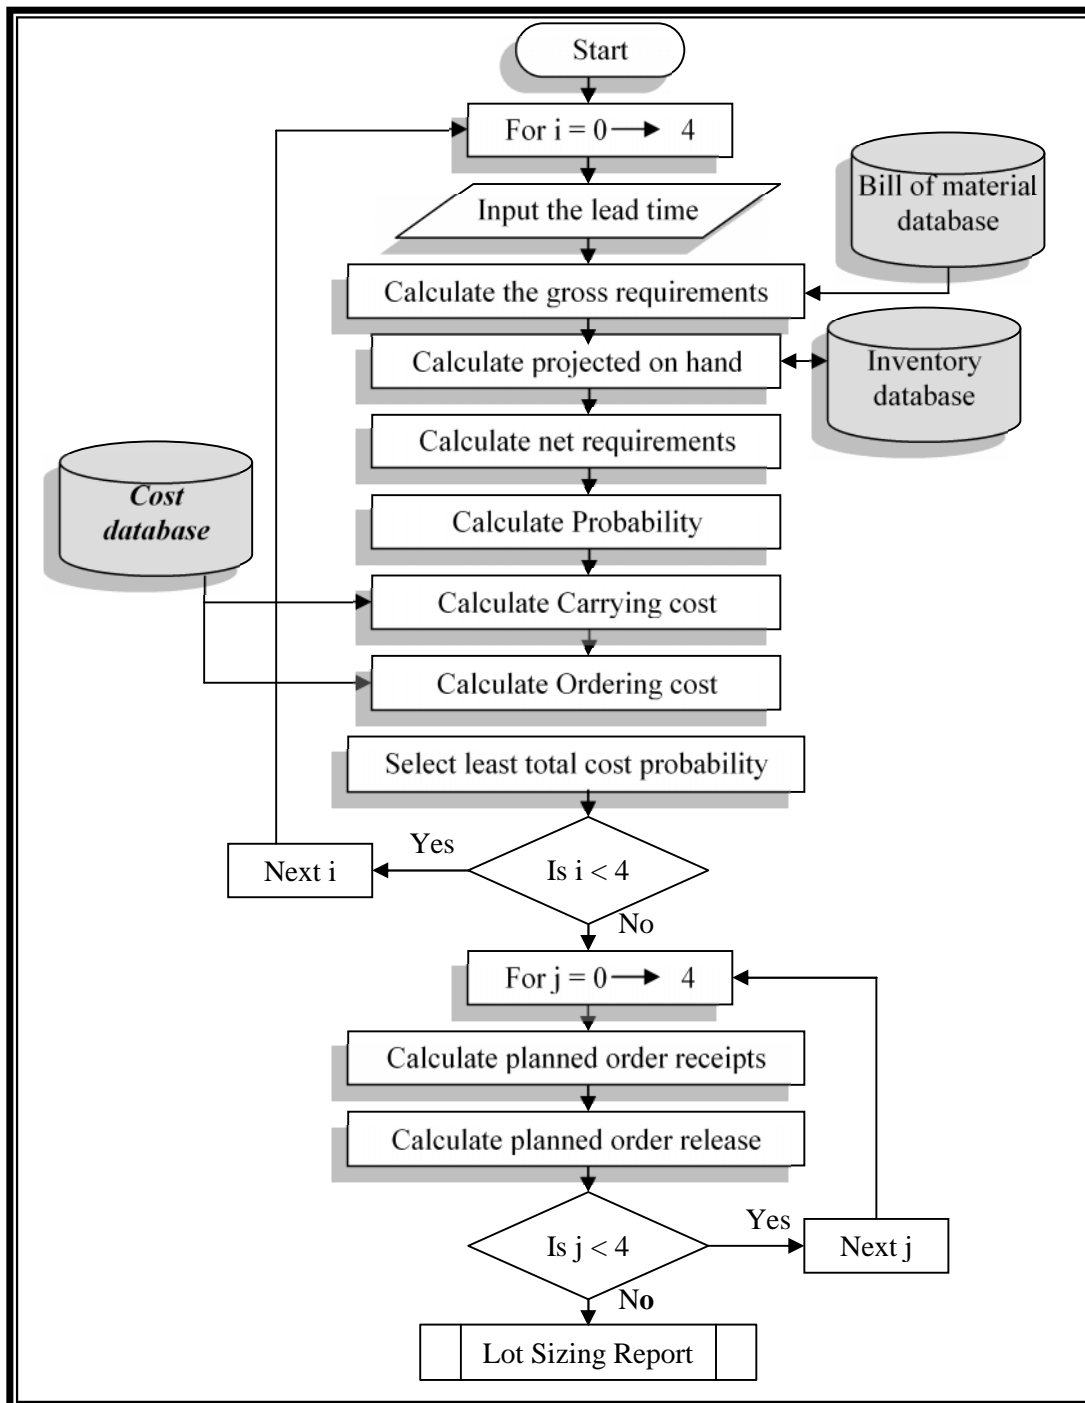 Start
For i = 0 → 4
Input the lead time
Bill of material
database
Calculate the gross requirements
Calculate projected on hand
Inventory
database
Calculate net requirements
Cost
database
Calculate Probability
Calculate Carrying cost
Calculate Ordering cost
Select least total cost probability
Yes
Next i
Is i < 4
No
For j = 0 → 4
Calculate planned order receipts
Calculate planned order release
Yes
Is j < 4
Next j
No
Lot Sizing Report